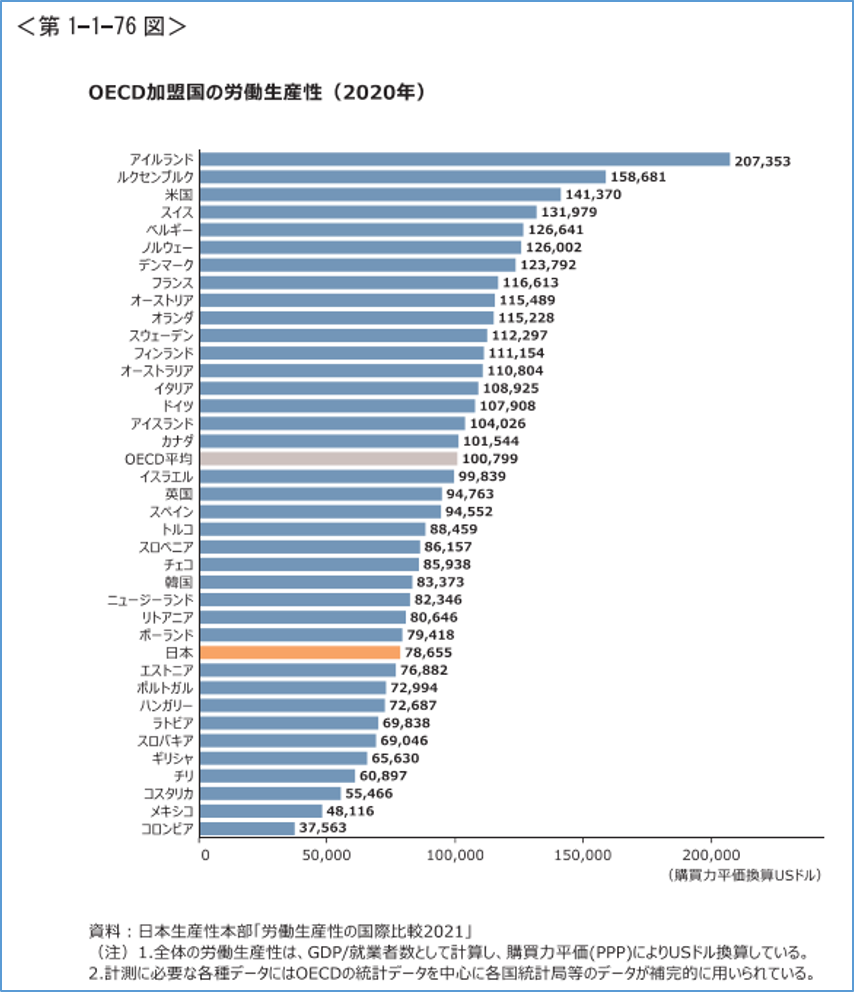 ＜第 1−1−76 図＞
OECD加盟国の労働生産性（2020年）
アイルランド 207,353
ルクセンブルク 158,681
米国 141,370
スイス 131,979
ベルギー 126,641
ノルウェー 126,002
デンマーク 123,792
フランス 116,613
オーストリア 115,489
オランダ 115,228
スウェーデン 112,297
フィンランド 111,154
オーストラリア 110,804
イタリア 108,925
ドイツ 107,908
アイスランド 104,026
カナダ 101,544
OECD平均 100,799
イスラエル 99,839
英国 94,763
スペイン 94,552
トルコ 88,459
スロベニア 86,157
チェコ 85,938
韓国 83,373
ニュージーランド 82,346
リトアニア 80,646
ポーランド 79,418
日本 78,655
エストニア 76,882
ポルトガル 72,994
ハンガリー 72,687
ラトビア 69,838
スロバキア 69,046
ギリシャ 65,630
チリ 60,897
コスタリカ 55,466
メキシコ 48,116
コロンビア 37,563
0 50,000 100,000 150,000 200,000
（購買力平価換算USドル）
資料：日本生産性本部「労働生産性の国際比較2021」
（注）1.全体の労働生産性は、GDP/就業者数として計算し、購買力平価(PPP)によりUSドル換算している。
2.計測に必要な各種データにはOECDの統計データを中心に各国統計局等のデータが補完的に用いられている。